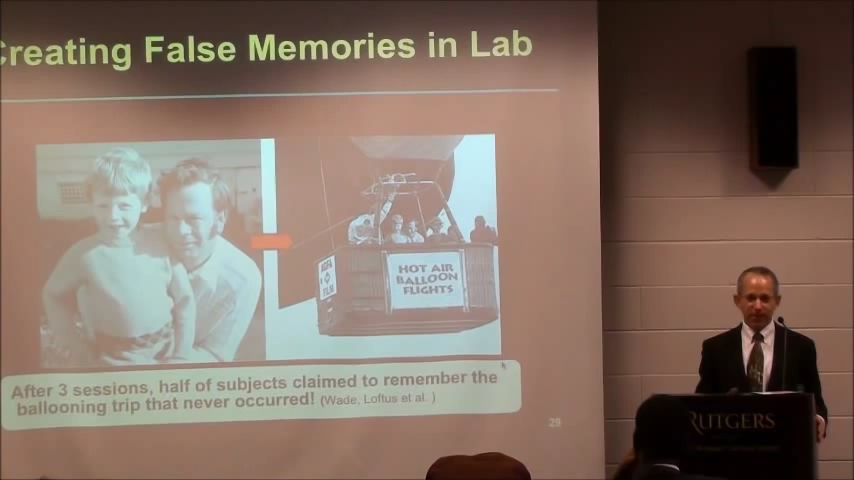 Creating False Memories in Lab
HOT AIR
BALLOON
FLIGHTS
After 3 sessions, half of subjects claimed to remember the
ballooning trip that never occurred! (Wade, Loftus et al. )
29
RUTGERS